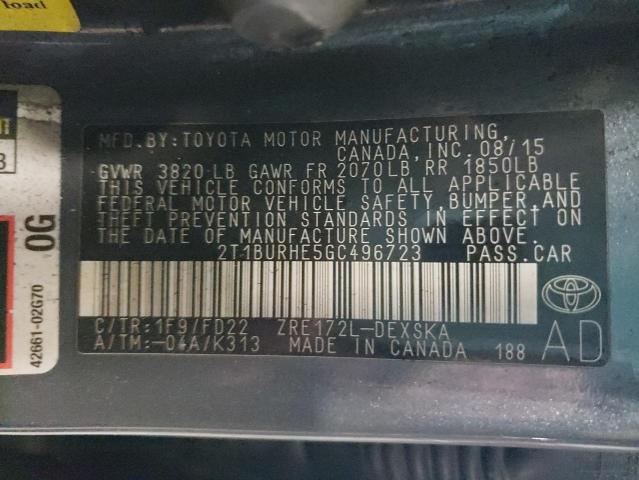 load
MFD.BY:TOYOTA MOTOR MANUFACTURING,
CANADA,INC. 08/15
GVWR 3820 LB GAWR FR 2070LB RR 1850LB
THIS VEHICLE CONFORMS TO ALL APPLICABLE
FEDERAL MOTOR VEHICLE SAFETY,BUMPER,AND
THEFT PREVENTION STANDARDS IN EFFECT ON
THE DATE OF MANUFACTURE SHOWN ABOVE.
2T1BURHE5GC496723 PASS.CAR
C/TR:1F9/FD22 ZRE172L-DEXSKA
A/TM:-04A/K313 MADE IN CANADA 188
AD
0G
42661-02G70